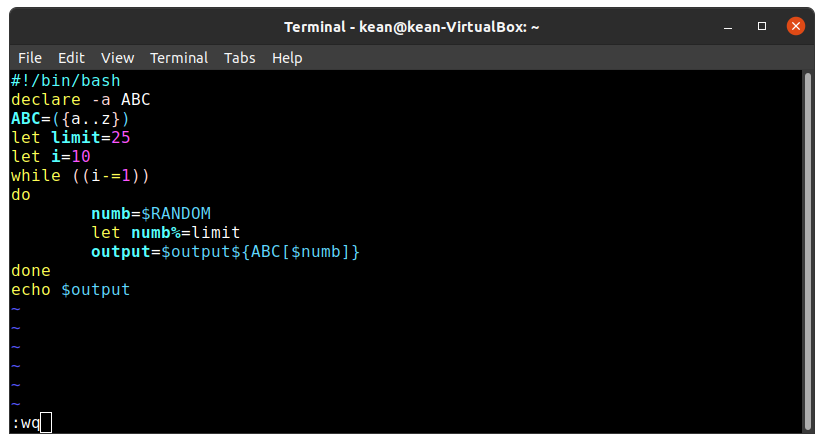 Terminal - kean@kean-VirtualBox: ~
File Edit View Terminal Tabs Help
#!/bin/bash
declare -a ABC
ABC=({a..z})
let limit=25
let i=10
while ((i-=1))
do
        numb=$RANDOM
        let numb%=limit
        output=$output${ABC[$numb]}
done
echo $output
~
~
~
~
~
~
:wq